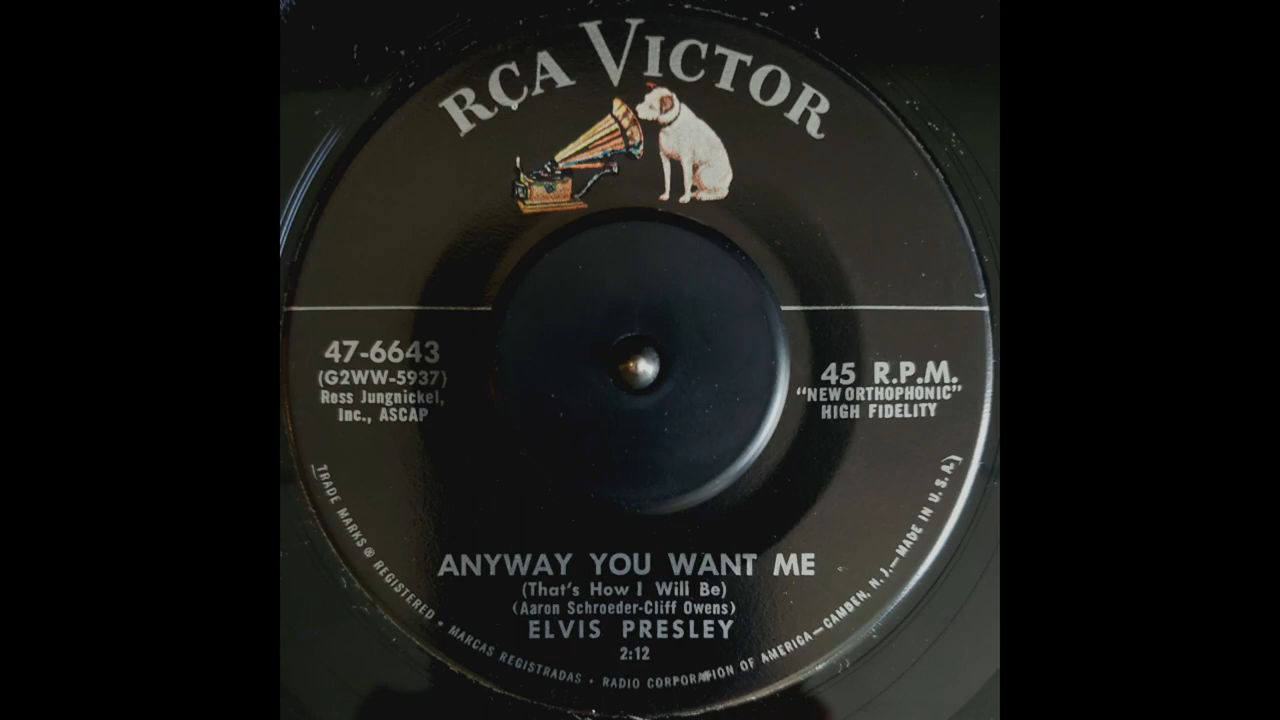 RCA VICTOR
47-6643
(G2WW-5937)
Ross Jungnickel,
Inc., ASCAP
45 R.P.M.
"NEW ORTHOPHONIC"
HIGH FIDELITY
ANYWAY YOU WANT ME
(That's How I Will Be)
(Aaron Schroeder-Cliff Owens)
ELVIS PRESLEY
2:12
TRADE MARKS ® REGISTERED • MARCAS REGISTRADAS • RADIO CORPORATION OF AMERICA—CAMDEN, N. J.—MADE IN U. S. A.